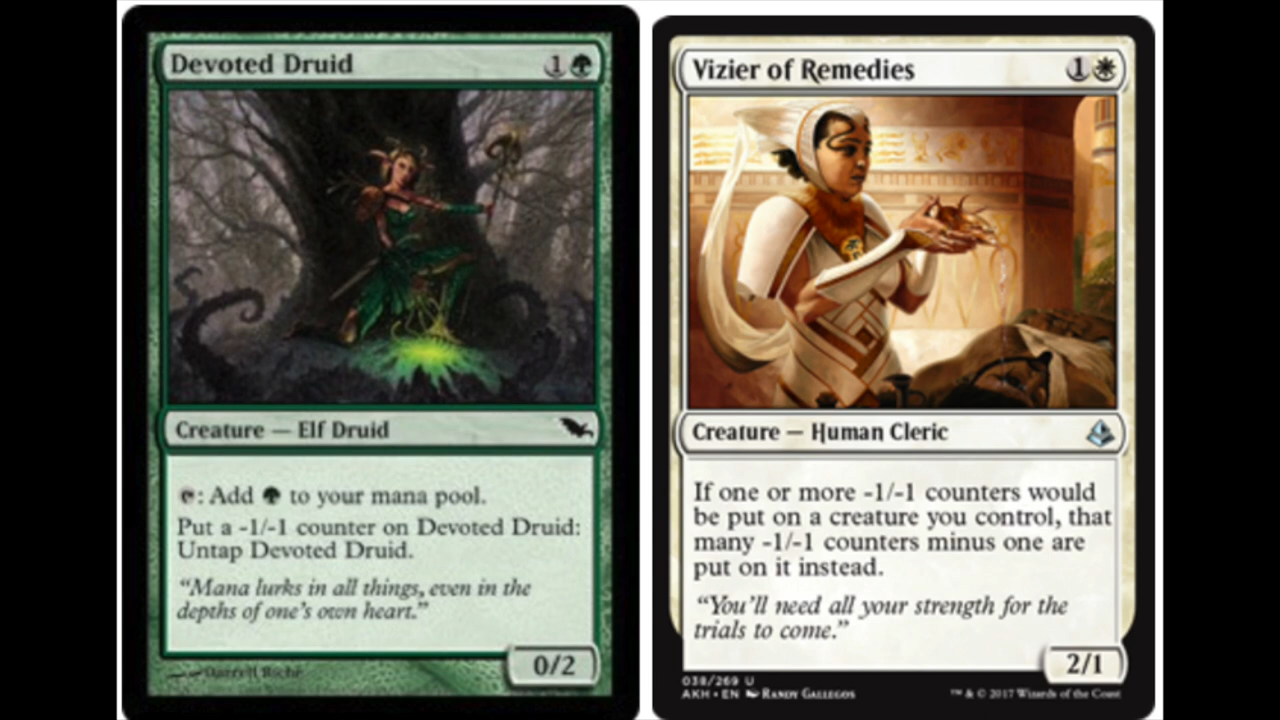 Devoted Druid 1
Creature — Elf Druid
: Add to your mana pool.
Put a -1/-1 counter on Devoted Druid:
Untap Devoted Druid.
“Mana lurks in all things, even in the
depths of one's own heart.”
Darrell Riche
0/2
Vizier of Remedies 1
Creature — Human Cleric
If one or more -1/-1 counters would
be put on a creature you control, that
many -1/-1 counters minus one are
put on it instead.
“You'll need all your strength for the
trials to come.”
2/1
038/269 U
AKH • EN Randy Gallegos
™ & © 2017 Wizards of the Coast